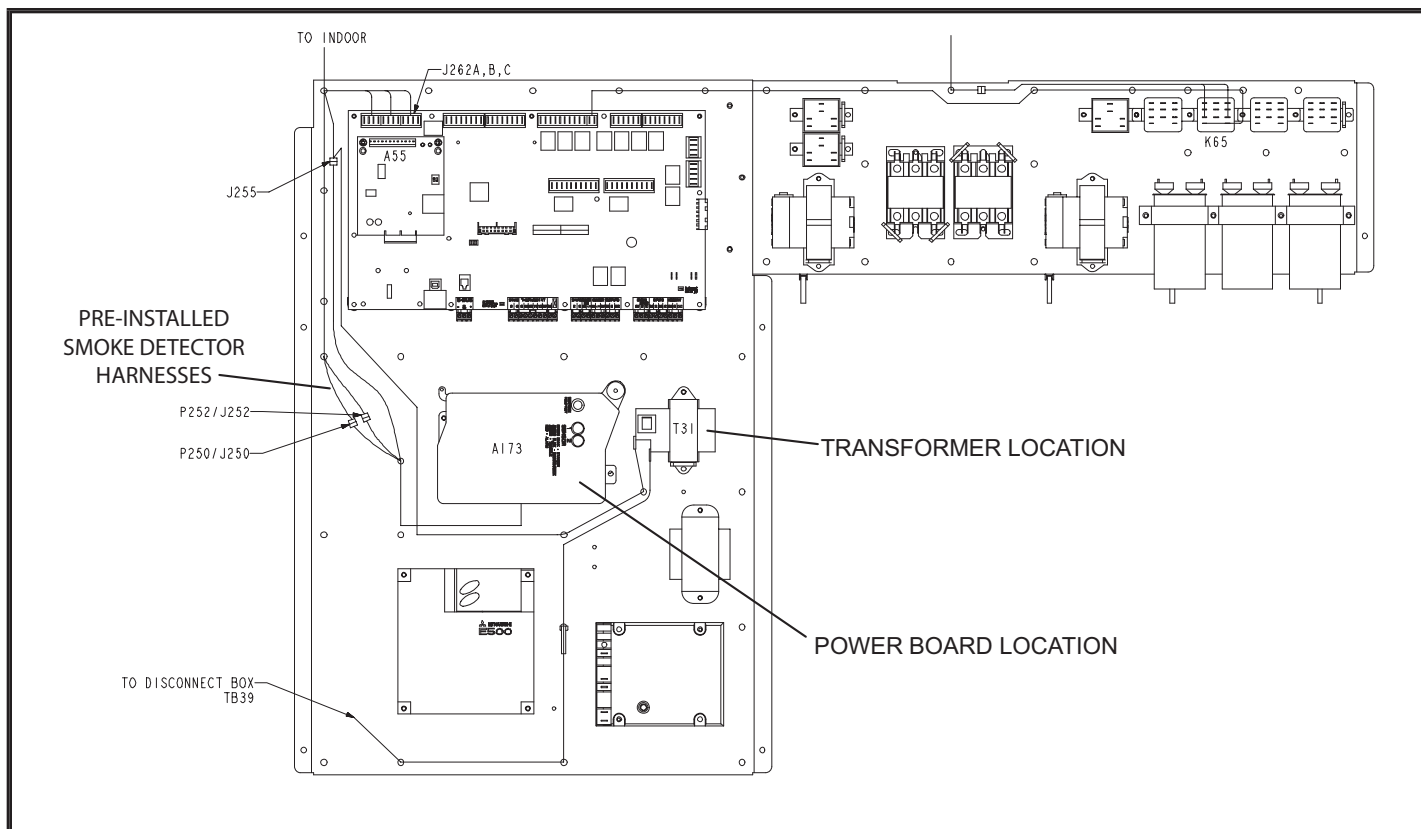 TO INDOOR
J262A,B,C
A55
K65
J255
PRE-INSTALLED
SMOKE DETECTOR
HARNESSES
P252/J252
P250/J250
A173
T31
TRANSFORMER LOCATION
E500
POWER BOARD LOCATION
TO DISCONNECT BOX
TB39